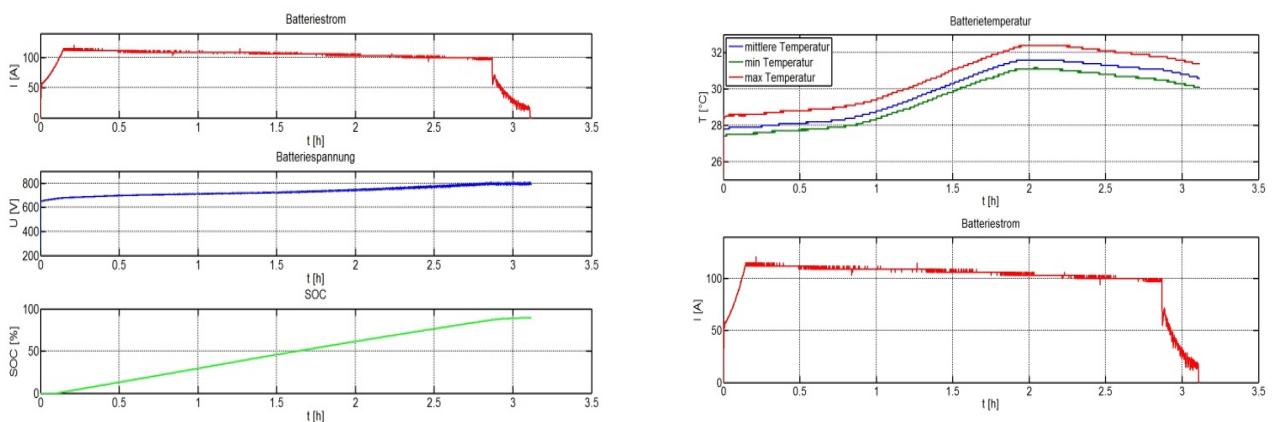 Batteriestrom
I [A]
100
50
0
0 0.5 1 1.5 2 2.5 3 3.5
t [h]
Batteriespannung
U [V]
800
600
400
200
0 0.5 1 1.5 2 2.5 3 3.5
t [h]
SOC
SOC [%]
100
50
0
0 0.5 1 1.5 2 2.5 3 3.5
t [h]
Batterietemperatur
mittlere Temperatur
min Temperatur
max Temperatur
T [°C]
32
30
28
26
0 0.5 1 1.5 2 2.5 3 3.5
t [h]
Batteriestrom
I [A]
100
50
0
0 0.5 1 1.5 2 2.5 3 3.5
t [h]